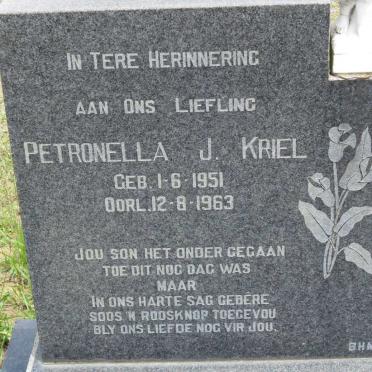 IN TERE HERINNERING
AAN ONS LIEFLING
PETRONELLA J. KRIEL
GEB. 1-6-1951
OORL. 12-8-1963
JOU SON HET ONDER GEGAAN
TOE DIT NOG DAG WAS
MAAR
IN ONS HARTE SAG GEBÊRE
SOOS 'N ROOSKNOP TOEGEVOU
BLY ONS LIEFDE NOG VIR JOU.